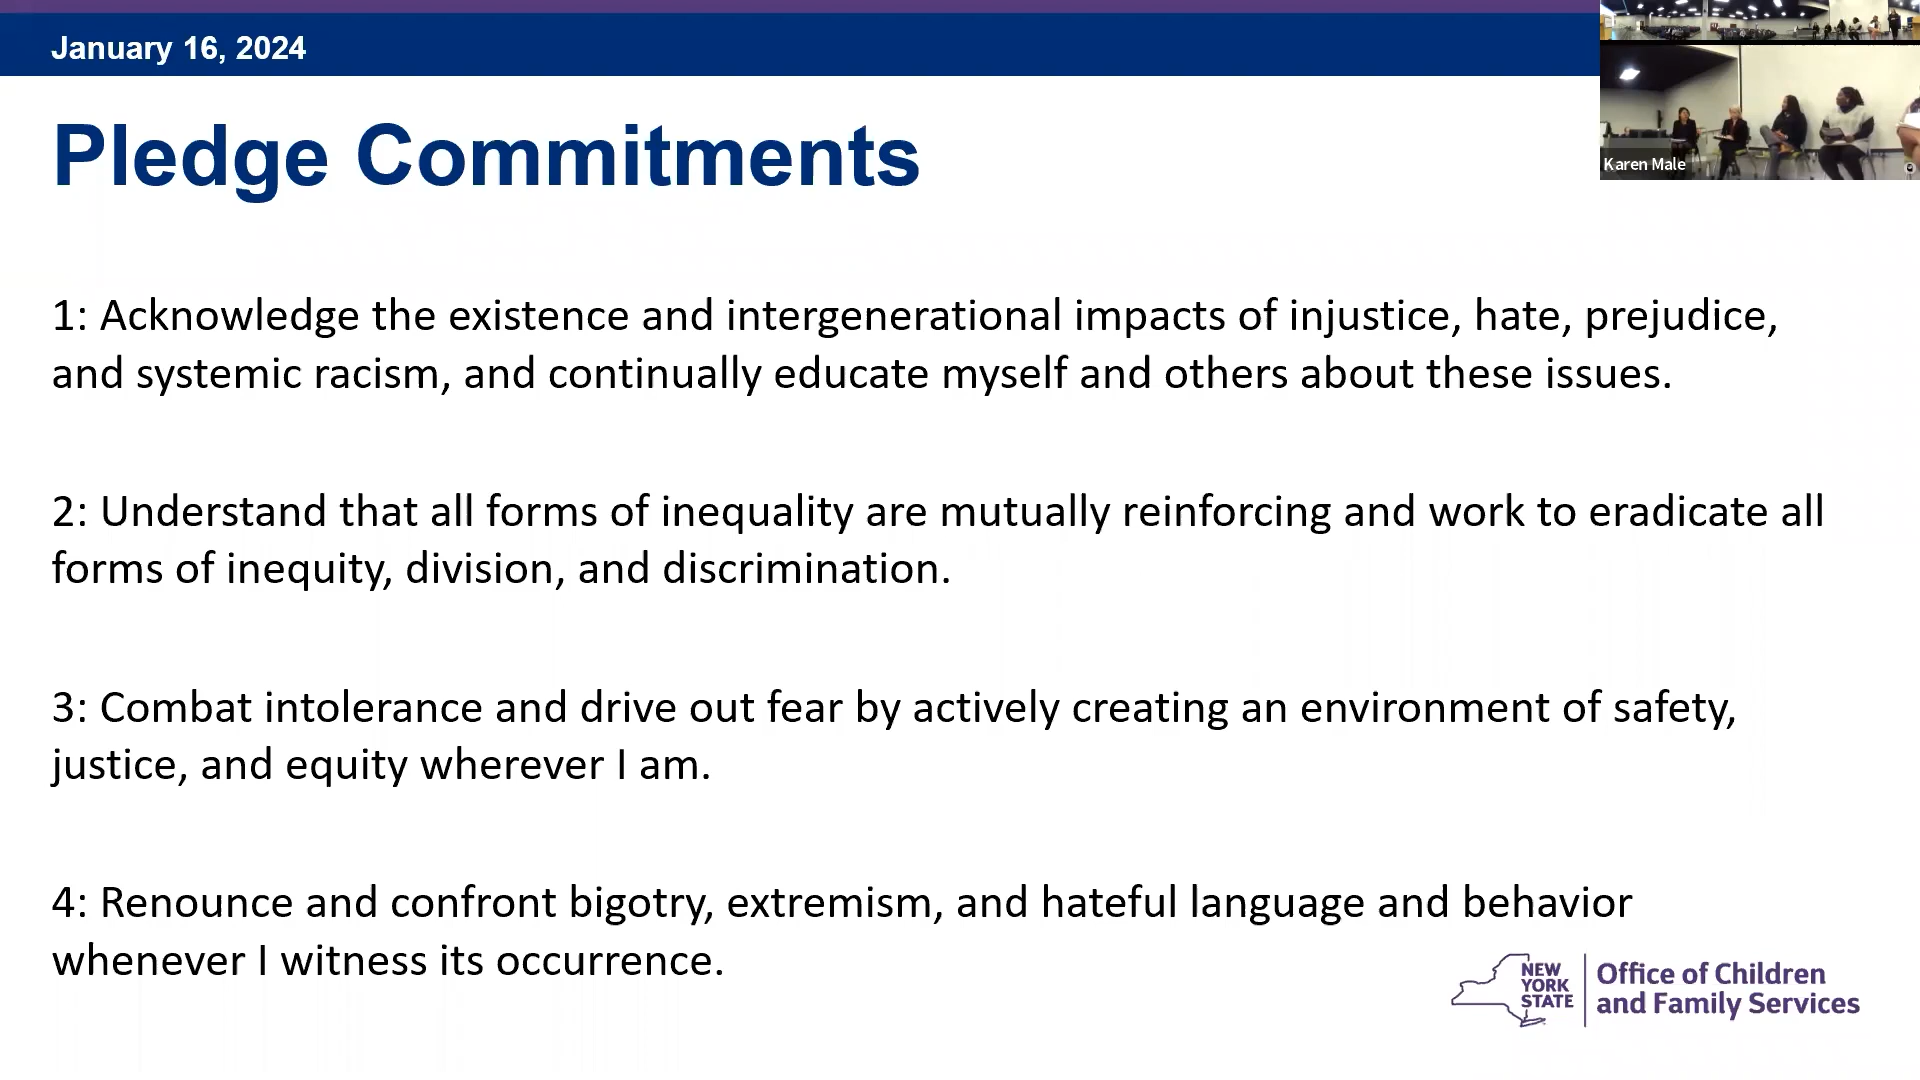 January 16, 2024
Pledge Commitments
Karen Male
1: Acknowledge the existence and intergenerational impacts of injustice, hate, prejudice,
and systemic racism, and continually educate myself and others about these issues.
2: Understand that all forms of inequality are mutually reinforcing and work to eradicate all
forms of inequity, division, and discrimination.
3: Combat intolerance and drive out fear by actively creating an environment of safety,
justice, and equity wherever I am.
4: Renounce and confront bigotry, extremism, and hateful language and behavior
whenever I witness its occurrence.
NEW
YORK
STATE
Office of Children
and Family Services